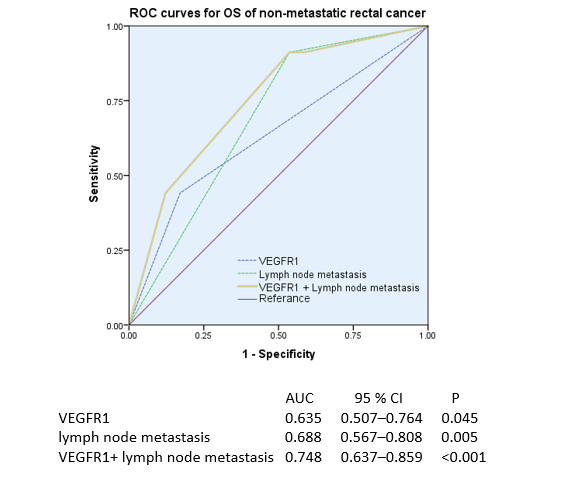 ROC curves for OS of non-metastatic rectal cancer
1.00
0.75
0.50
0.25
0.00
Sensitivity
VEGFR1
Lymph node metastasis
VEGFR1 + Lymph node metastasis
Referance
0.00 0.25 0.50 0.75 1.00
1 - Specificity
AUC 95 % CI P
VEGFR1 0.635 0.507–0.764 0.045
lymph node metastasis 0.688 0.567–0.808 0.005
VEGFR1+ lymph node metastasis 0.748 0.637–0.859 <0.001